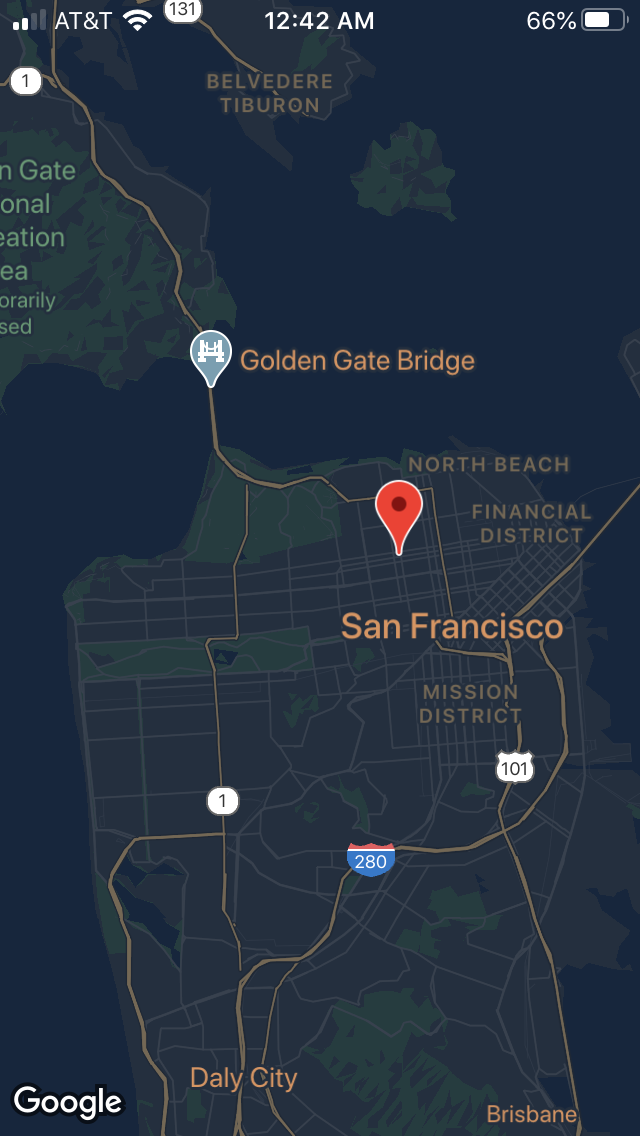 AT&T 12:42 AM 66%
131
1
BELVEDERE
TIBURON
n Gate
onal
eation
ea
orarily
sed
Golden Gate Bridge
NORTH BEACH
FINANCIAL
DISTRICT
San Francisco
MISSION
DISTRICT
101
1
280
Daly City
Google
Brisbane